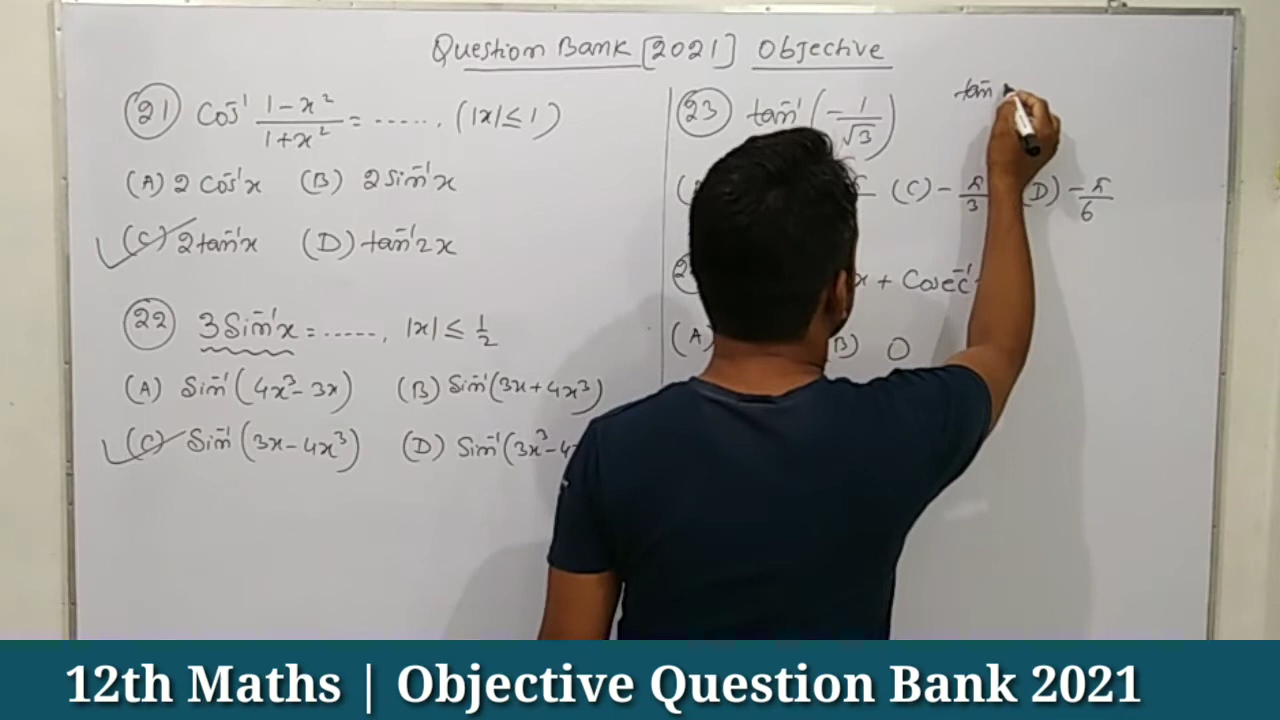 Question Bank [2021] Objective
(21) Cos⁻¹ (1-x²)/(1+x²) = ......, (|x| ≤ 1)
(A) 2 Cos⁻¹x (B) 2 Sin⁻¹x
(C) 2 tan⁻¹x (D) tan⁻¹2x
(22) 3 Sin⁻¹x = ......, |x| ≤ 1/2
(A) Sin⁻¹(4x³-3x) (B) Sin⁻¹(3x+4x³)
(C) Sin⁻¹(3x-4x³) (D) Sin⁻¹(3x³-4
(23) tan⁻¹(-1/√3)
tan⁻
(C) -π/3 (D) -π/6
x + Cosec⁻¹
(A) B) 0
12th Maths | Objective Question Bank 2021